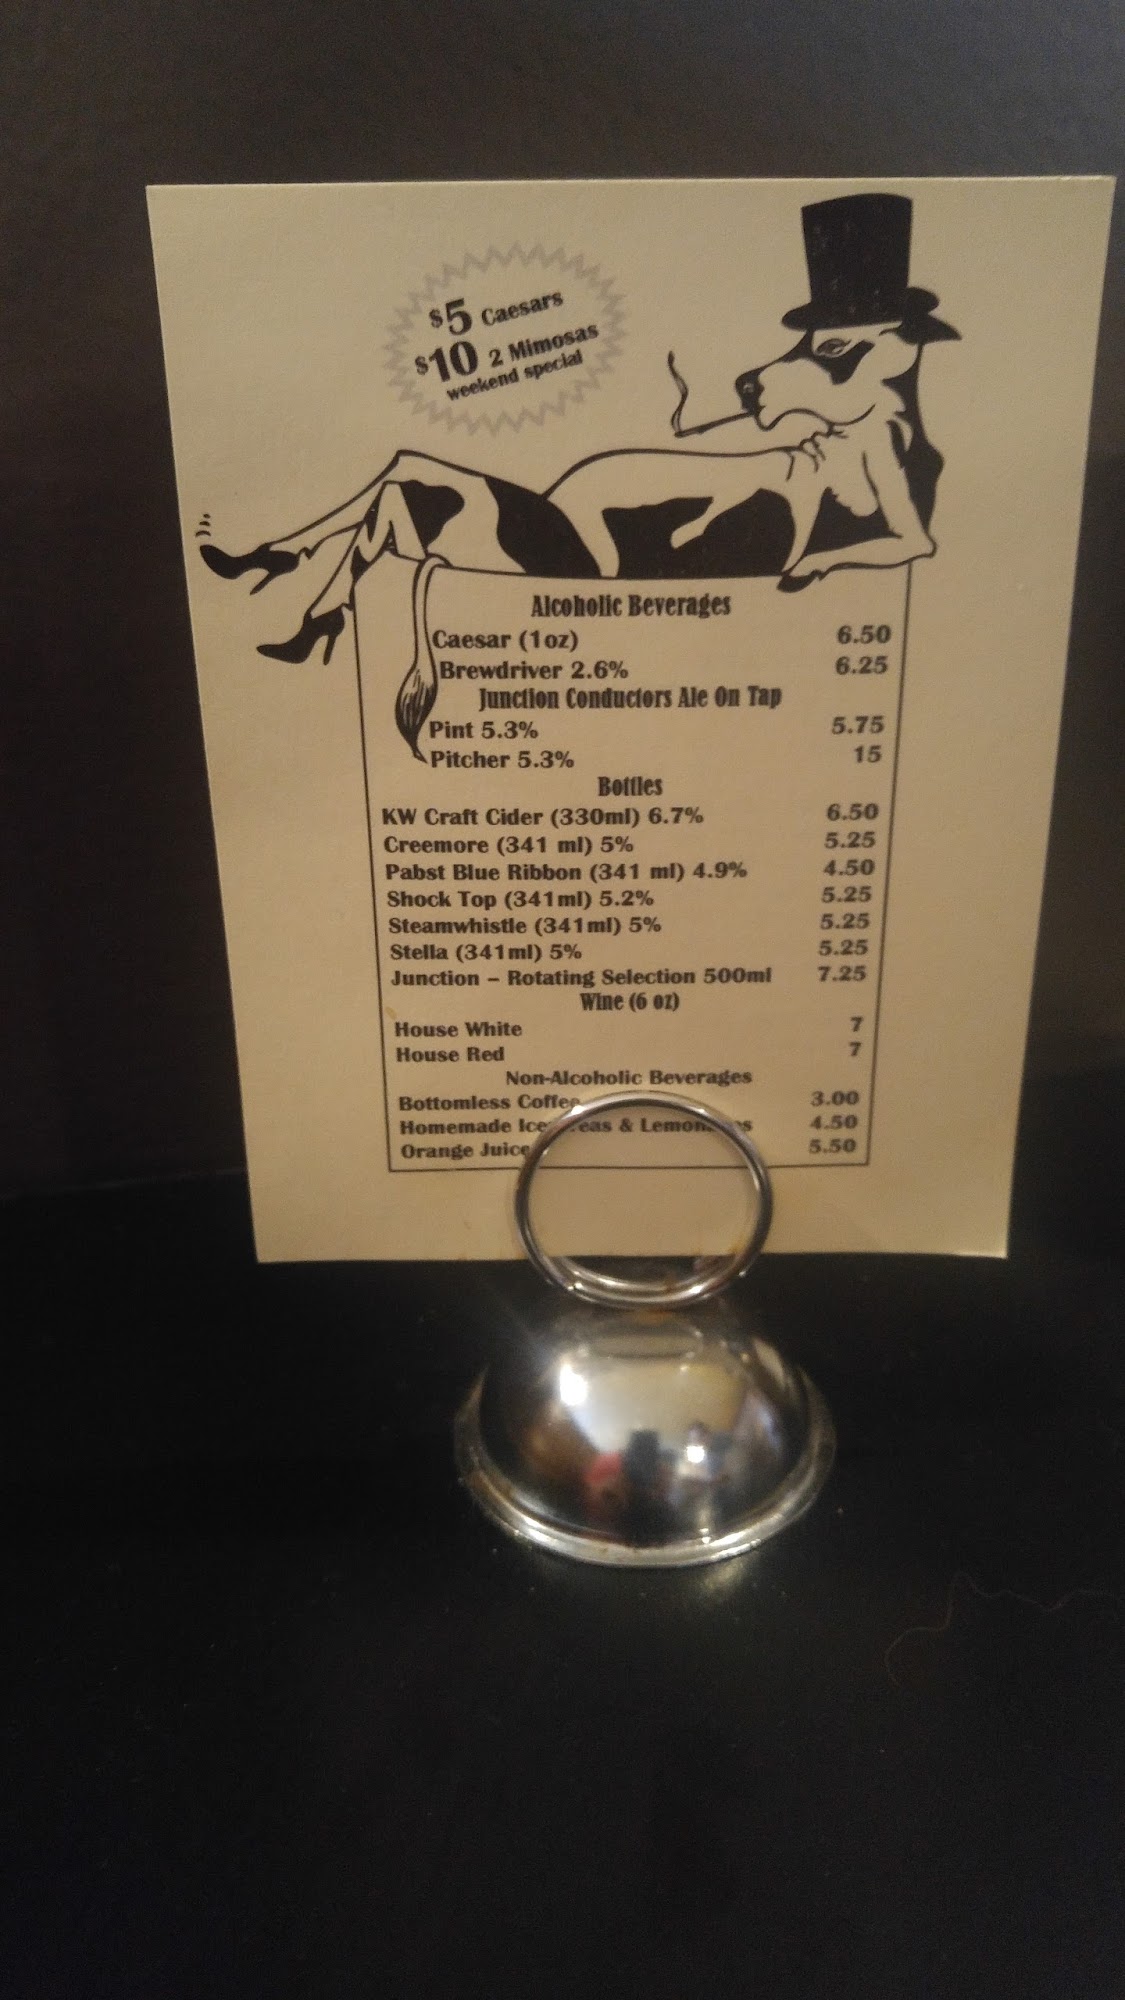 $5 Caesars
$10 2 Mimosas
weekend special
Alcoholic Beverages
Caesar (1oz) 6.50
Brewdriver 2.6% 6.25
Junction Conductors Ale On Tap
Pint 5.3% 5.75
Pitcher 5.3% 15
Bottles
KW Craft Cider (330ml) 6.7% 6.50
Creemore (341 ml) 5% 5.25
Pabst Blue Ribbon (341 ml) 4.9% 4.50
Shock Top (341ml) 5.2% 5.25
Steamwhistle (341ml) 5% 5.25
Stella (341ml) 5% 5.25
Junction – Rotating Selection 500ml 7.25
Wine (6 oz)
House White 7
House Red 7
Non-Alcoholic Beverages
Bottomless Coffee 3.00
Homemade & 4.50
Orange Juice 5.50